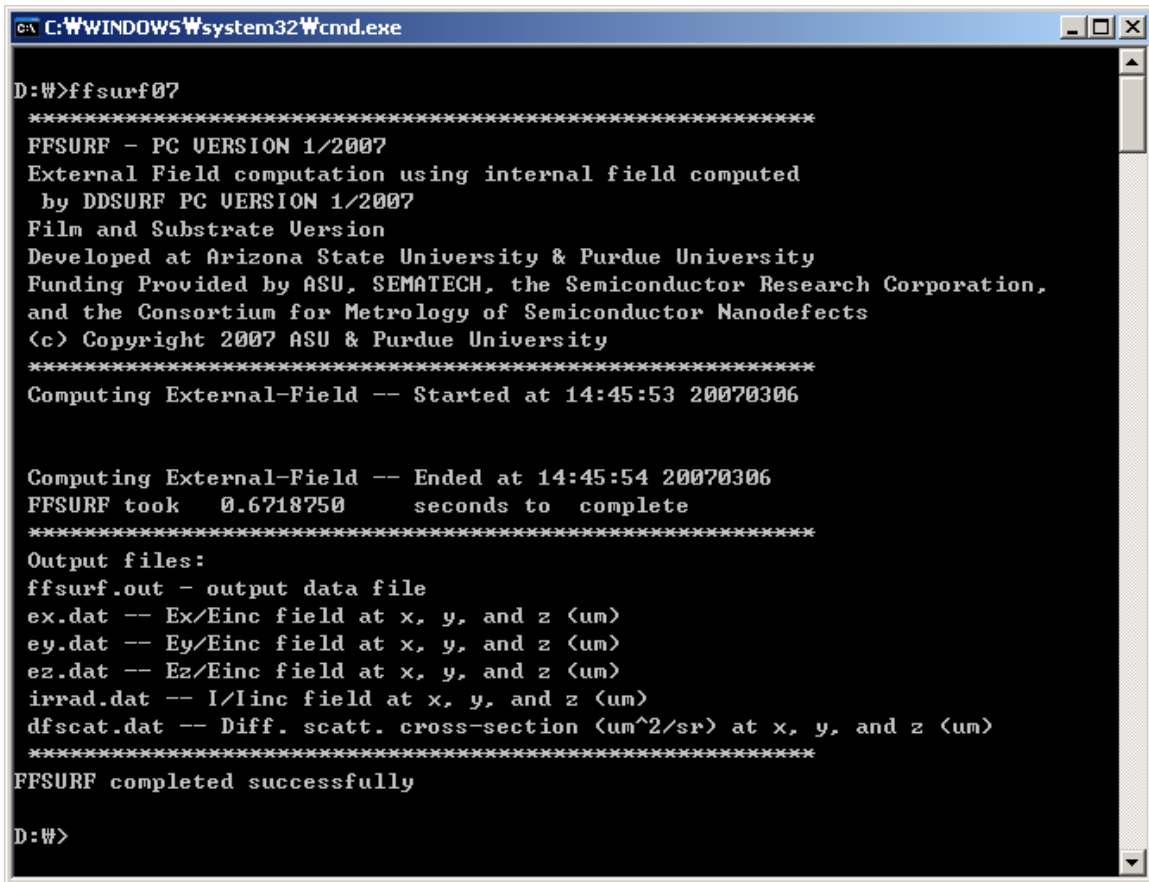 C:\WINDOWS\system32\cmd.exe
D:₩>ffsurf07
*********************************************************
FFSURF - PC VERSION 1/2007
External Field computation using internal field computed
by DDSURF PC VERSION 1/2007
Film and Substrate Version
Developed at Arizona State University & Purdue University
Funding Provided by ASU, SEMATECH, the Semiconductor Research Corporation,
and the Consortium for Metrology of Semiconductor Nanodefects
(c) Copyright 2007 ASU & Purdue University
*********************************************************
Computing External-Field -- Started at 14:45:53 20070306
Computing External-Field -- Ended at 14:45:54 20070306
FFSURF took   0.6718750     seconds to  complete
*********************************************************
Output files:
ffsurf.out - output data file
ex.dat -- Ex/Einc field at x, y, and z (um)
ey.dat -- Ey/Einc field at x, y, and z (um)
ez.dat -- Ez/Einc field at x, y, and z (um)
irrad.dat -- I/Iinc field at x, y, and z (um)
dfscat.dat -- Diff. scatt. cross-section (um^2/sr) at x, y, and z (um)
*********************************************************
FFSURF completed successfully
D:₩>